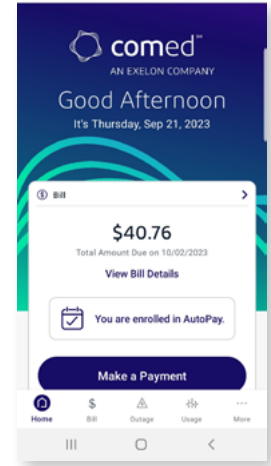 comed℠
AN EXELON COMPANY
Good Afternoon
It's Thursday, Sep 21, 2023
Bill
$40.76
Total Amount Due on 10/02/2023
View Bill Details
You are enrolled in AutoPay.
Make a Payment
Home Bill Outage Usage More